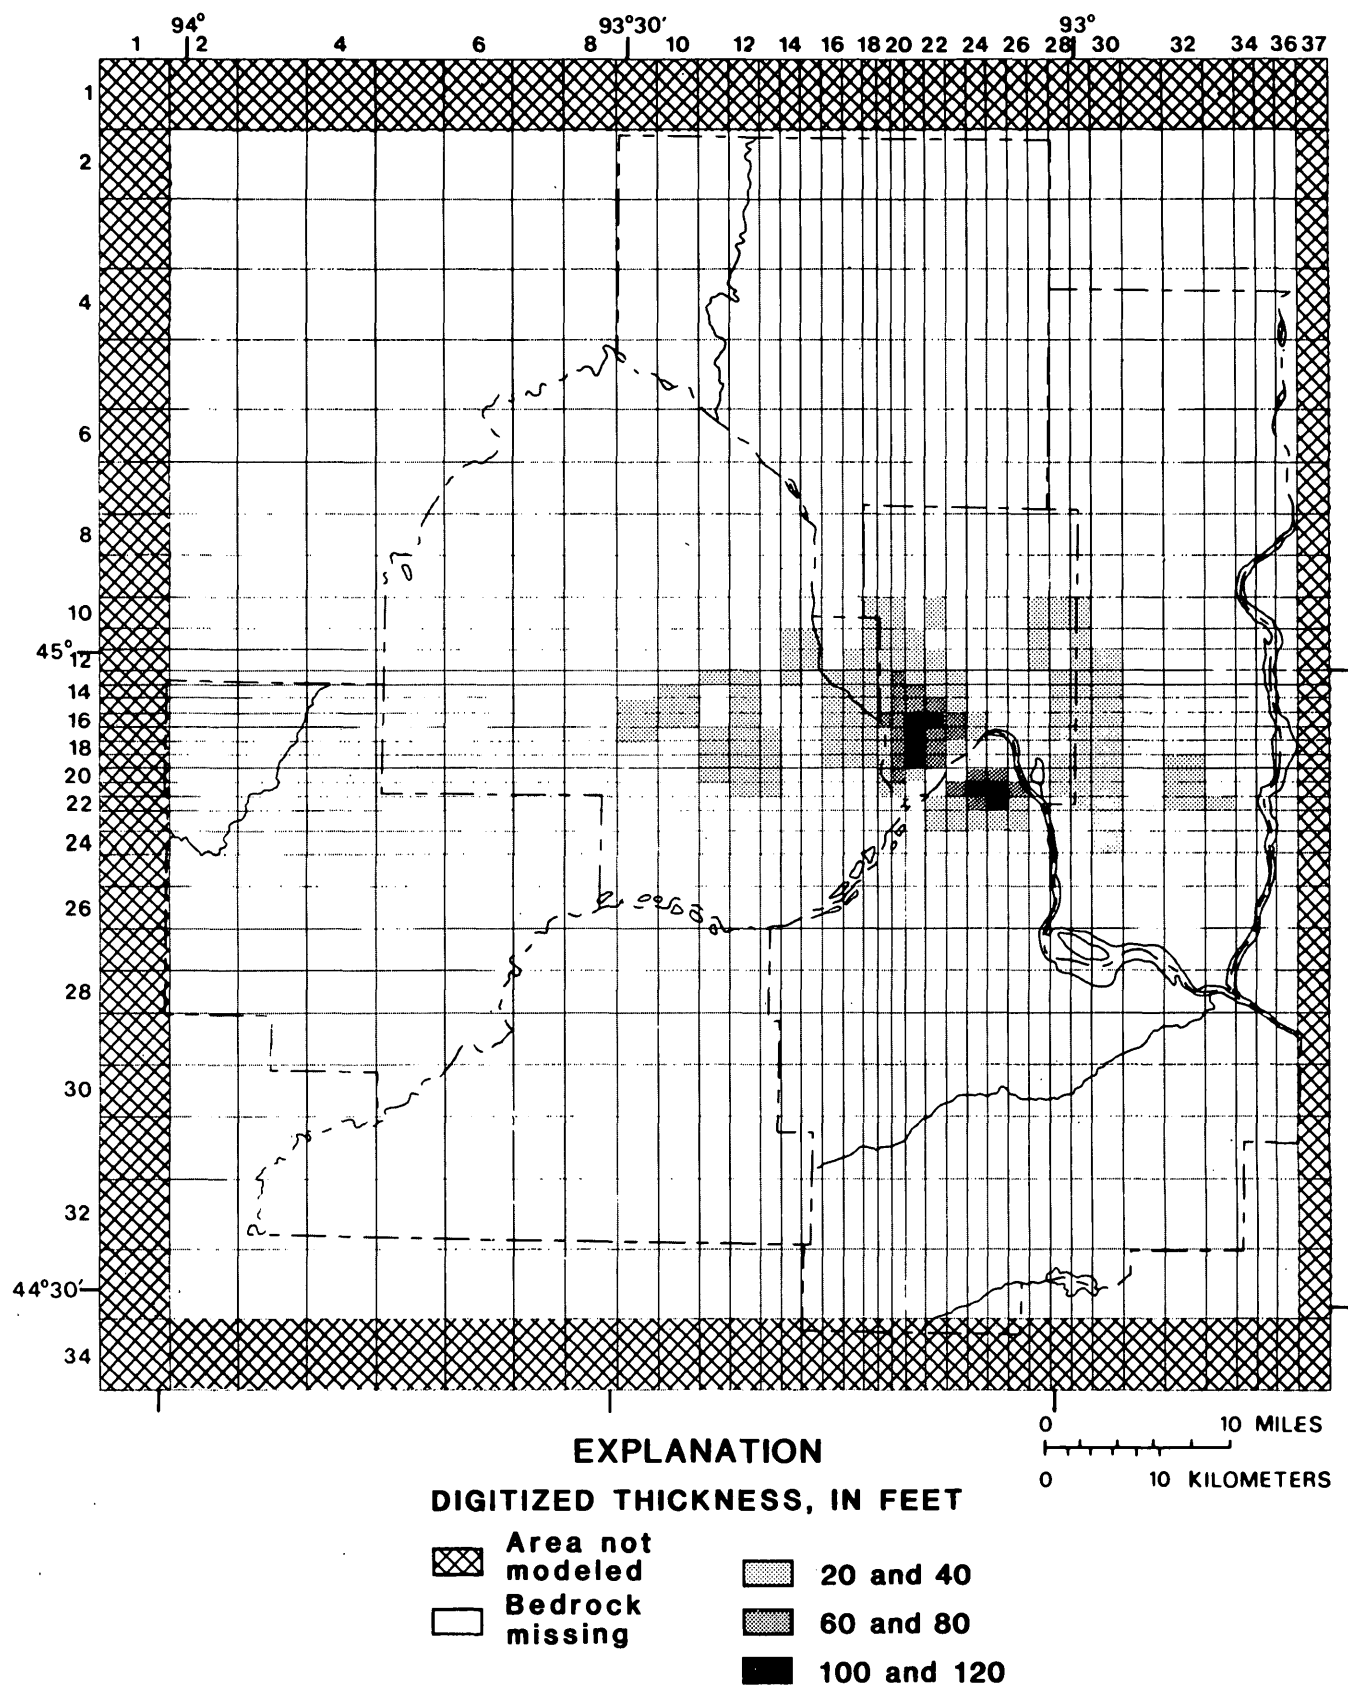 94° 93°30′ 93°
1 2 4 6 8 10 12 14 16 18 20 22 24 26 28 30 32 34 36 37
1
2
4
6
8
10
45°
12
14
16
18
20
22
24
26
28
30
32
44°30′
34
0 10 MILES
0 10 KILOMETERS
EXPLANATION
DIGITIZED THICKNESS, IN FEET
Area not
modeled
Bedrock
missing
20 and 40
60 and 80
100 and 120